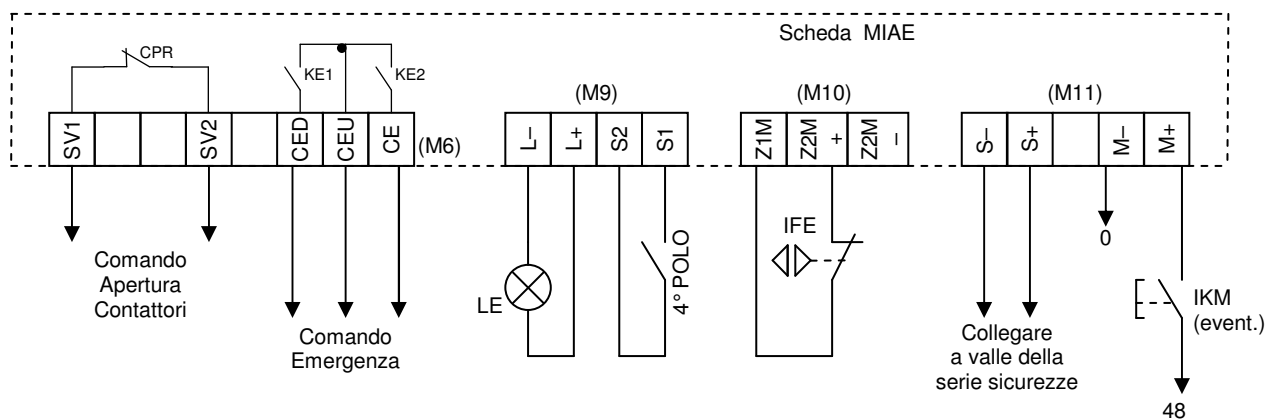 Scheda MIAE
CPR
KE1
KE2
(M9)
(M10)
(M11)
SV1
SV2
CED
CEU
CE
(M6)
L–
L+
S2
S1
Z1M
Z2M +
Z2M –
S–
S+
M–
M+
IFE
4° POLO
0
LE
Comando
Apertura
Contattori
Comando
Emergenza
Collegare
a valle della
serie sicurezze
IKM
(event.)
48